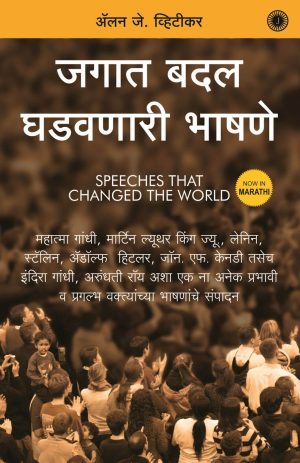 ॲलन जे. व्हिटीकर
जगात बदल
घडवणारी भाषणे
SPEECHES THAT
CHANGED THE WORLD
NOW IN
MARATHI
महात्मा गांधी, मार्टिन ल्यूथर किंग ज्यू., लेनिन,
स्टॅलिन, ॲडॉल्फ हिटलर, जॉन. एफ. केनडी तसेच
इंदिरा गांधी, अरुंधती रॉय अशा एक ना अनेक प्रभावी
व प्रगल्भ वक्त्यांच्या भाषणांचे संपादन